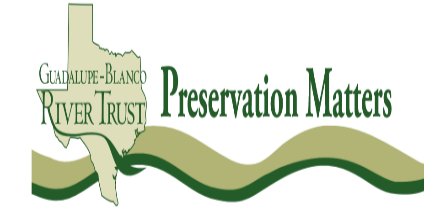 Guadalupe-Blanco
River Trust
Preservation Matters